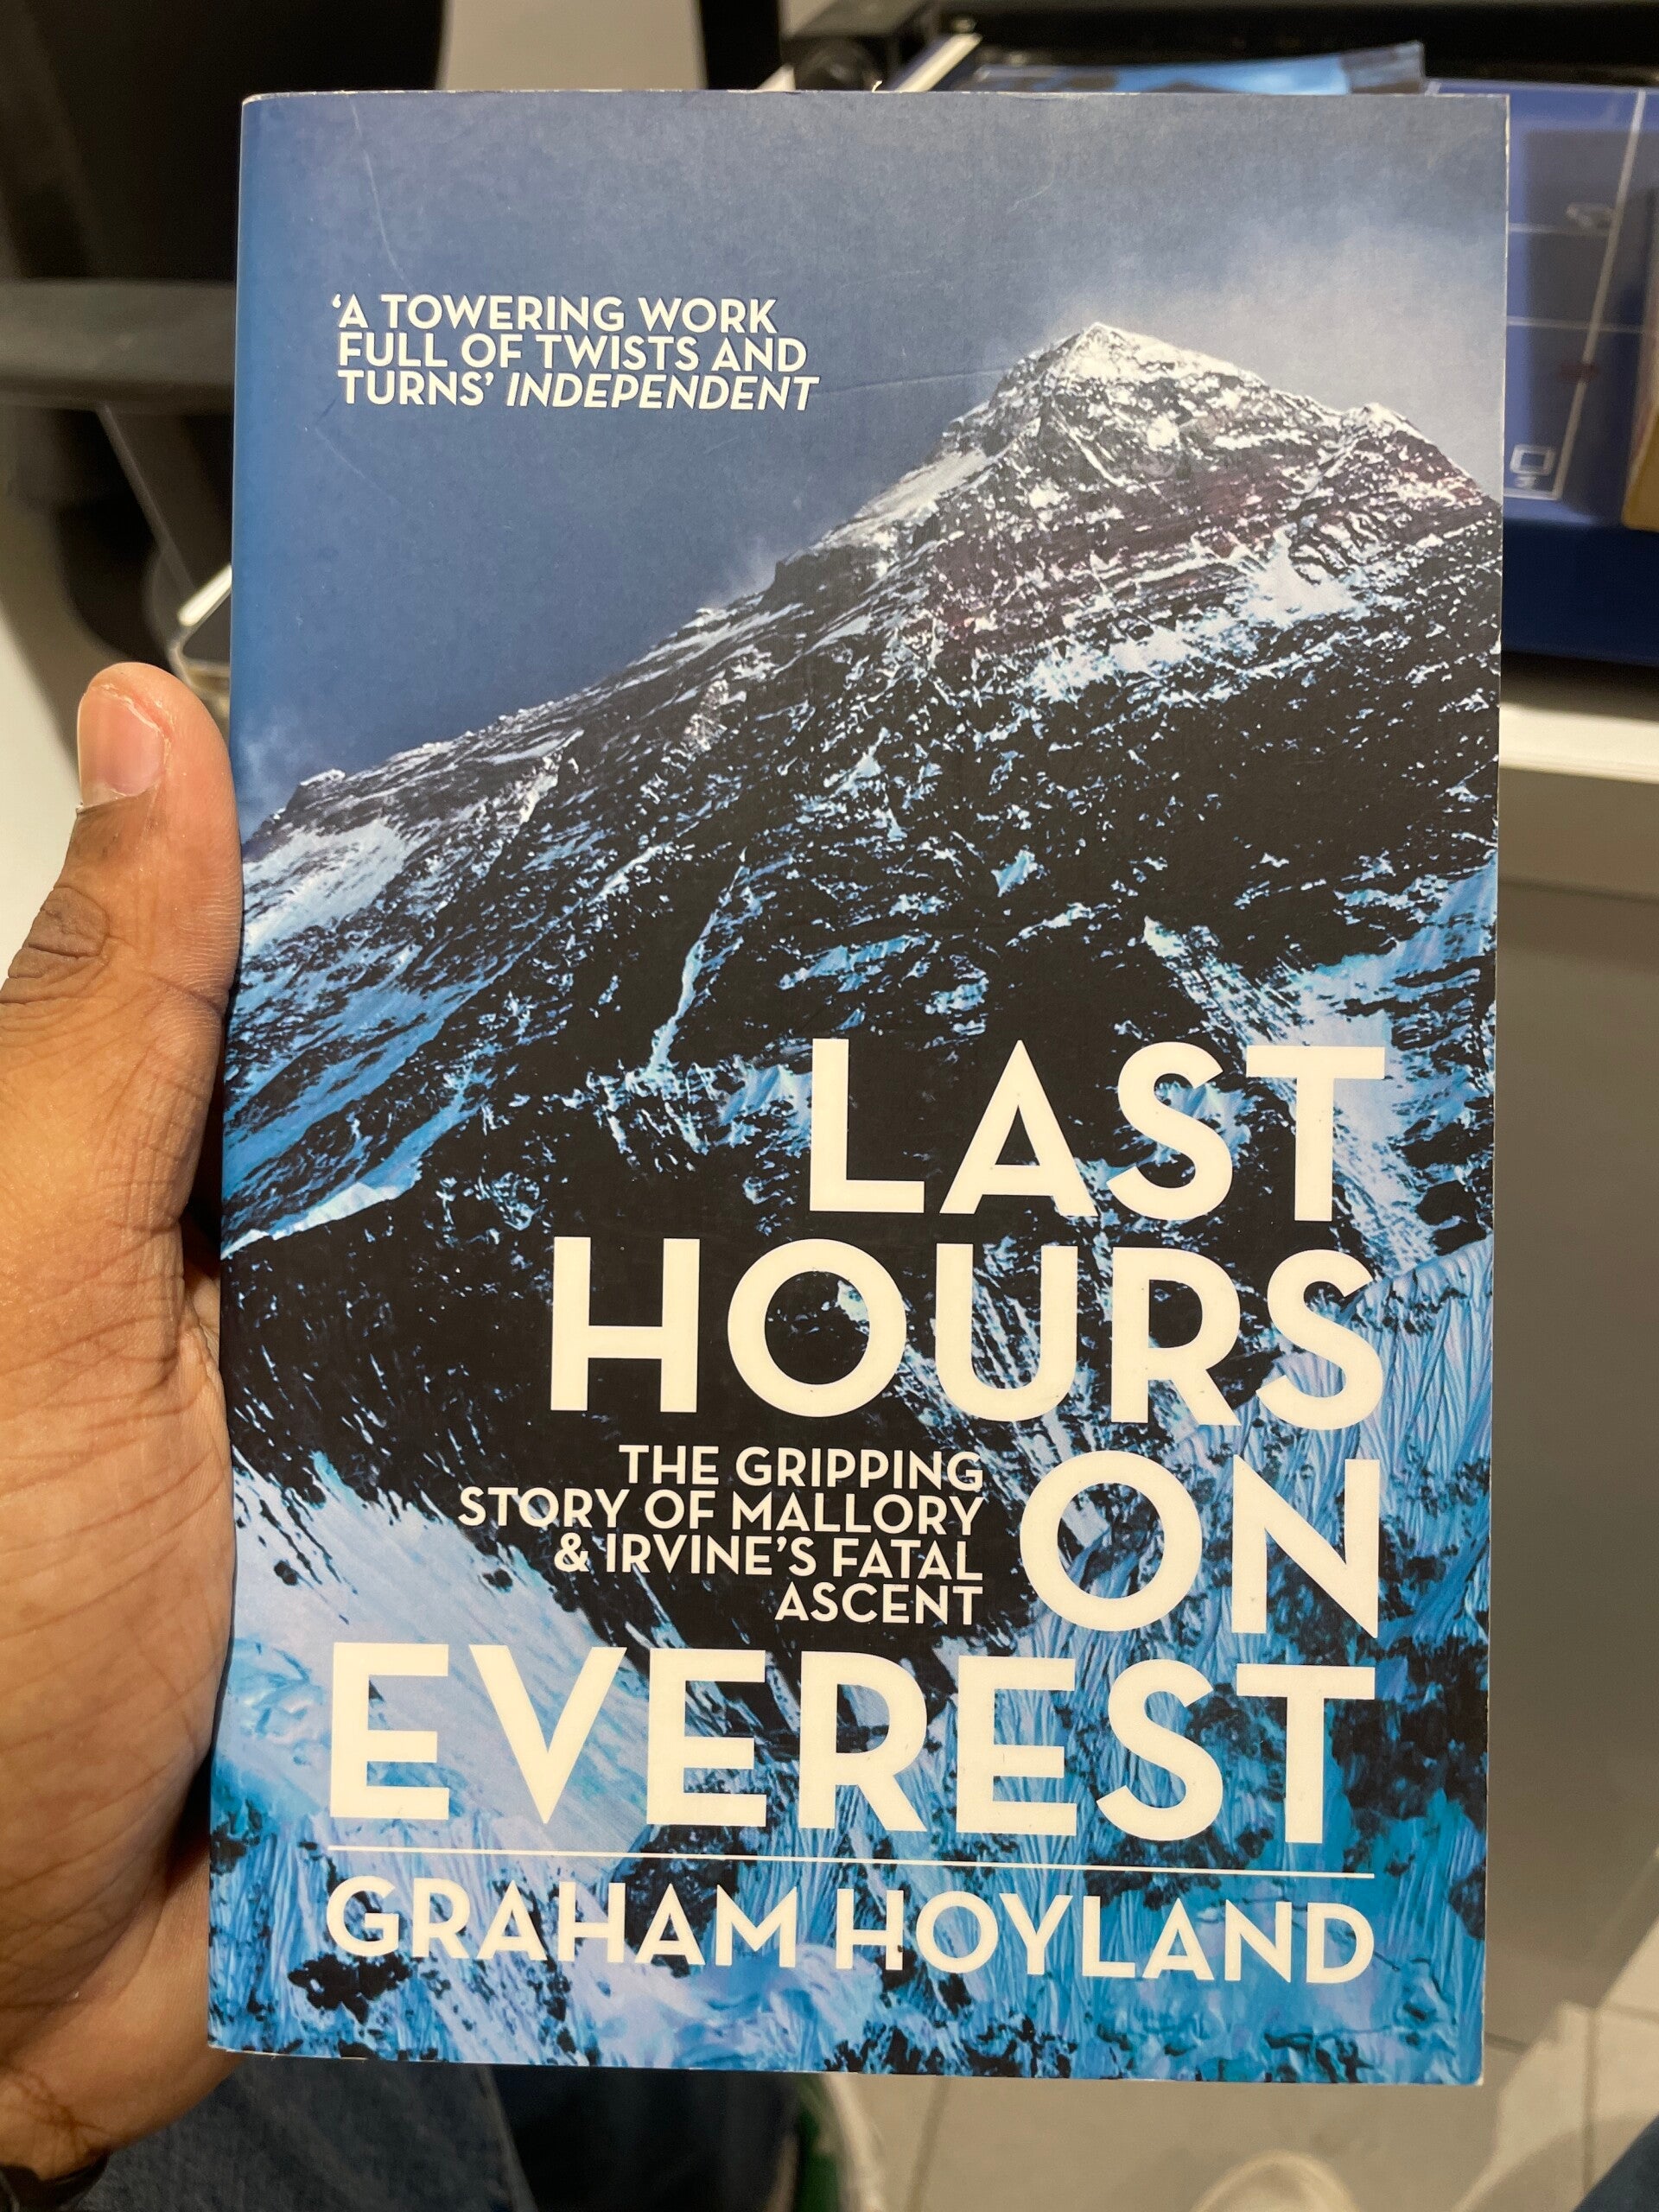 ‘A TOWERING WORK
FULL OF TWISTS AND
TURNS’ INDEPENDENT
LAST
HOURS
THE GRIPPING
STORY OF MALLORY
& IRVINE’S FATAL
ASCENT
ON
EVEREST
GRAHAM HOYLAND